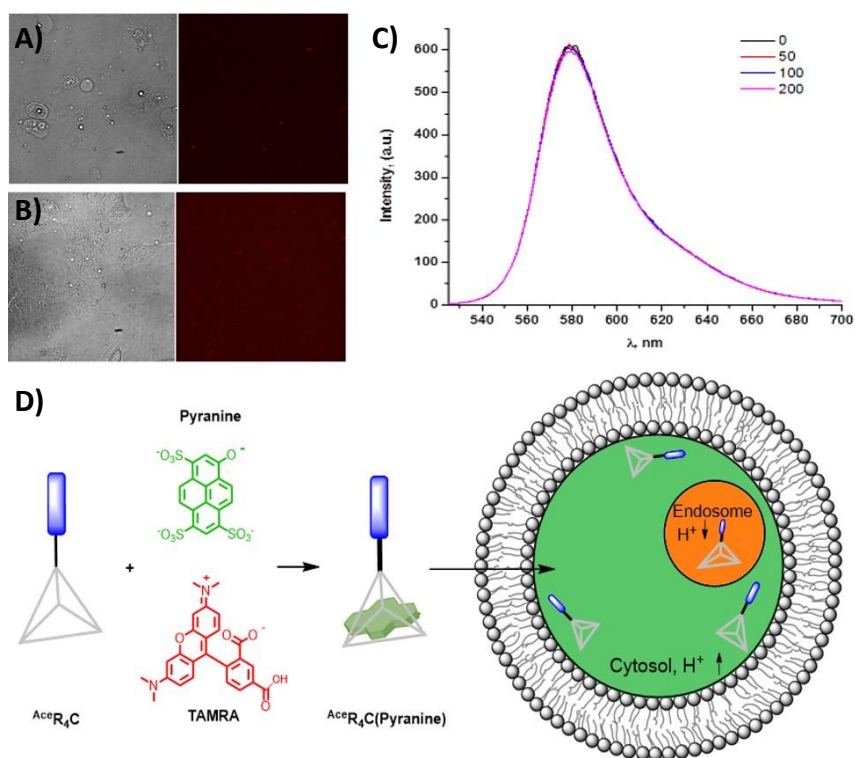 A)
B)
C)
0
50
100
200
600
500
400
300
200
100
0
Intensity, (a.u.)
540
560
580
600
620
640
660
680
700
λ, nm
D)
Pyranine
O⁻
⁻O₃S
⁻O₃S
SO₃⁻
+
N⁺
O
O
O⁻
OH
O
N
TAMRA
AceR₄C
AceR₄C(Pyranine)
Endosome
H⁺ ↓
Cytosol, H⁺ ↑